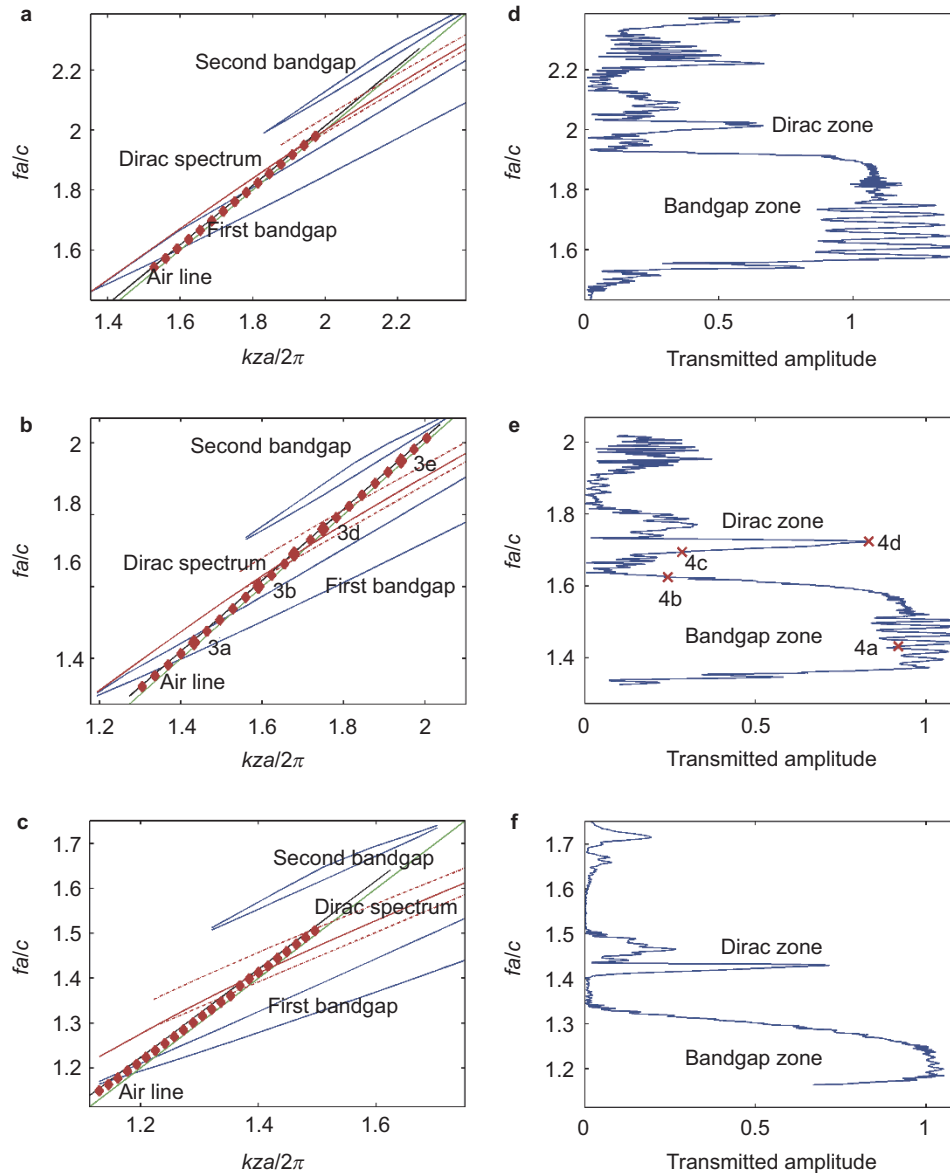 a
2.2
2
1.8
1.6
fa/c
Second bandgap
Dirac spectrum
First bandgap
Air line
1.4 1.6 1.8 2 2.2
kza/2π
d
2.2
2
1.8
1.6
fa/c
Dirac zone
Bandgap zone
0 0.5 1
Transmitted amplitude
b
2
1.8
1.6
1.4
fa/c
Second bandgap
3e
3d
Dirac spectrum
3b
First bandgap
3a
Air line
1.2 1.4 1.6 1.8 2
kza/2π
e
2
1.8
1.6
1.4
fa/c
Dirac zone
4d
4c
4b
Bandgap zone
4a
0 0.5 1
Transmitted amplitude
c
1.7
1.6
1.5
1.4
1.3
1.2
fa/c
Second bandgap
Dirac spectrum
First bandgap
Air line
1.2 1.4 1.6
kza/2π
f
1.7
1.6
1.5
1.4
1.3
1.2
fa/c
Dirac zone
Bandgap zone
0 0.5 1
Transmitted amplitude